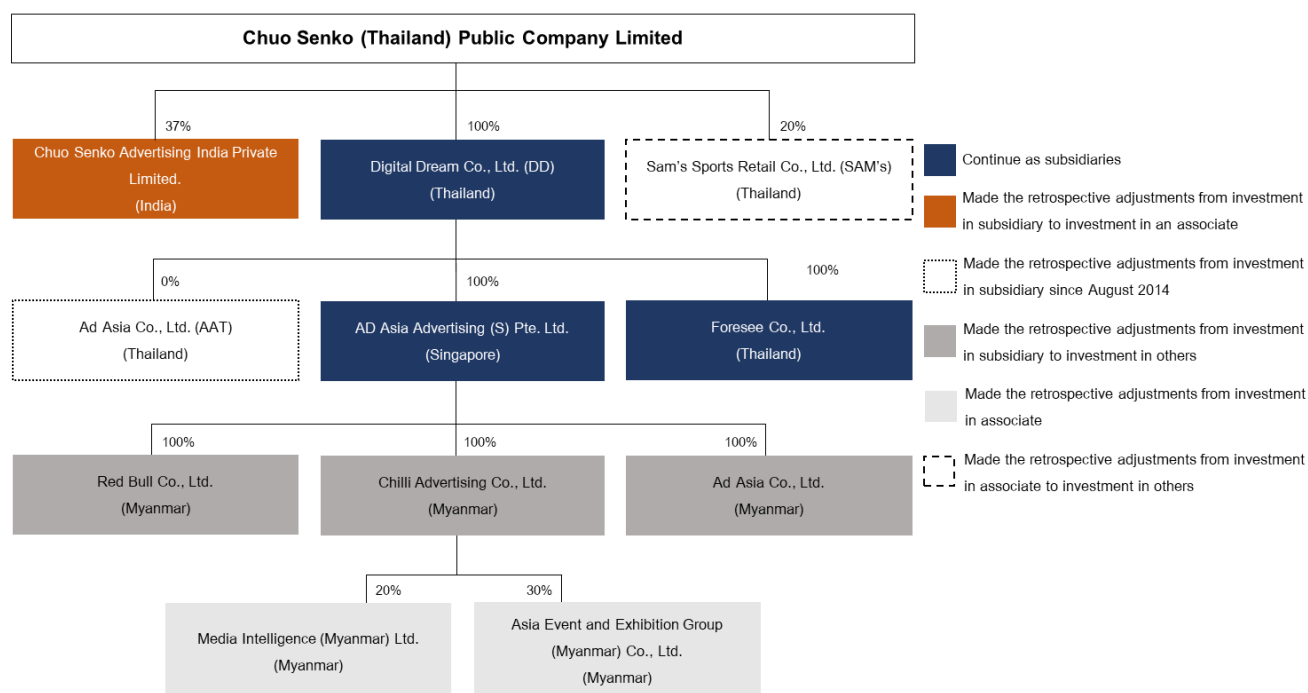 Chuo Senko (Thailand) Public Company Limited
37%
100%
20%
Chuo Senko Advertising India Private
Limited.
(India)
Digital Dream Co., Ltd. (DD)
(Thailand)
Sam's Sports Retail Co., Ltd. (SAM's)
(Thailand)
0%
100%
100%
Ad Asia Co., Ltd. (AAT)
(Thailand)
AD Asia Advertising (S) Pte. Ltd.
(Singapore)
Foresee Co., Ltd.
(Thailand)
100%
100%
100%
Red Bull Co., Ltd.
(Myanmar)
Chilli Advertising Co., Ltd.
(Myanmar)
Ad Asia Co., Ltd.
(Myanmar)
20%
30%
Media Intelligence (Myanmar) Ltd.
(Myanmar)
Asia Event and Exhibition Group
(Myanmar) Co., Ltd.
(Myanmar)
Continue as subsidiaries
Made the retrospective adjustments from investment
in subsidiary to investment in an associate
Made the retrospective adjustments from investment
in subsidiary since August 2014
Made the retrospective adjustments from investment
in subsidiary to investment in others
Made the retrospective adjustments from investment
in associate
Made the retrospective adjustments from investment
in associate to investment in others